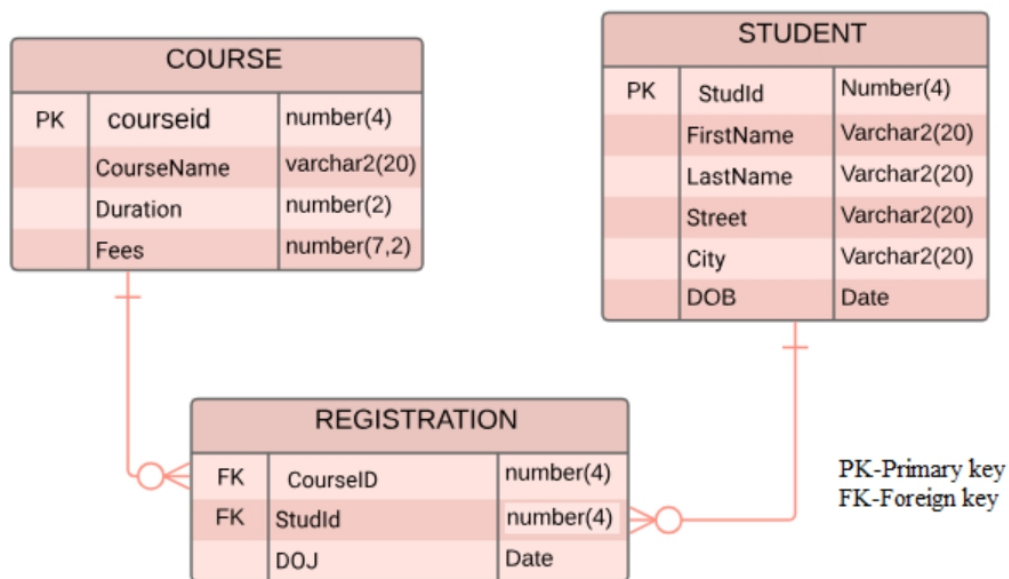 COURSE
PK courseid number(4)
CourseName varchar2(20)
Duration number(2)
Fees number(7,2)
STUDENT
PK StudId Number(4)
FirstName Varchar2(20)
LastName Varchar2(20)
Street Varchar2(20)
City Varchar2(20)
DOB Date
REGISTRATION
FK CourseID number(4)
FK StudId number(4)
DOJ Date
PK-Primary key
FK-Foreign key